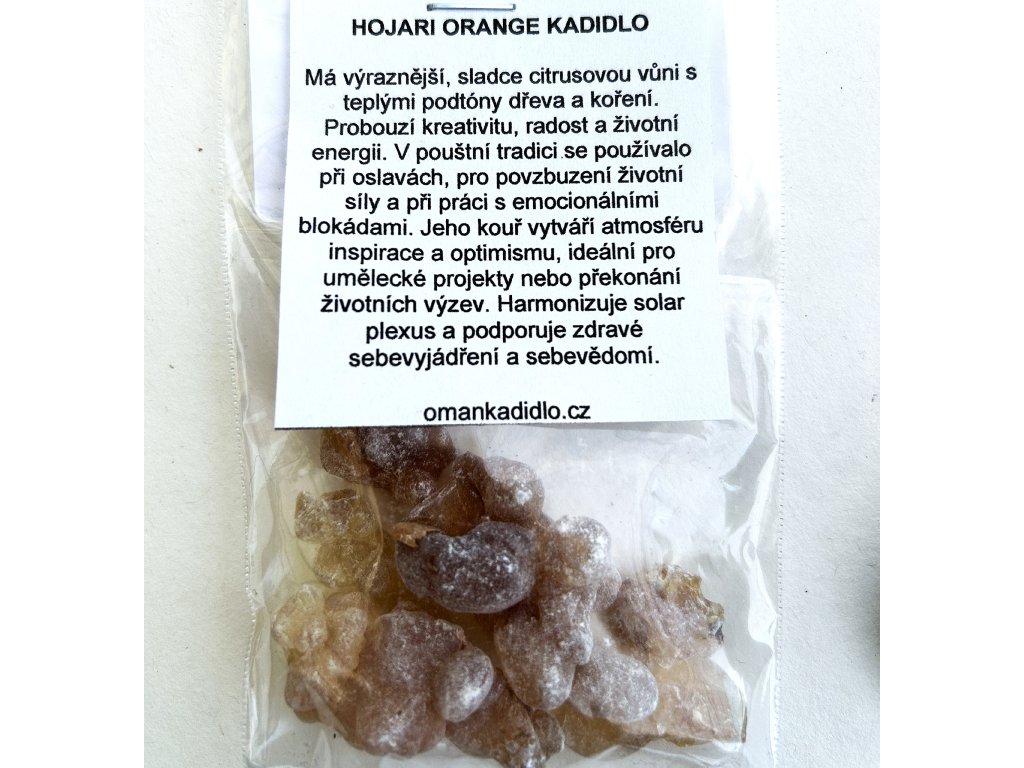 HOJARI ORANGE KADIDLO
Má výraznější, sladce citrusovou vůni s
teplými podtóny dřeva a koření.
Probouzí kreativitu, radost a životní
energii. V pouštní tradici se používalo
při oslavách, pro povzbuzení životní
síly a při práci s emocionálními
blokádami. Jeho kouř vytváří atmosféru
inspirace a optimismu, ideální pro
umělecké projekty nebo překonání
životních výzev. Harmonizuje solar
plexus a podporuje zdravé
sebevyjádření a sebevědomí.
omankadidlo.cz